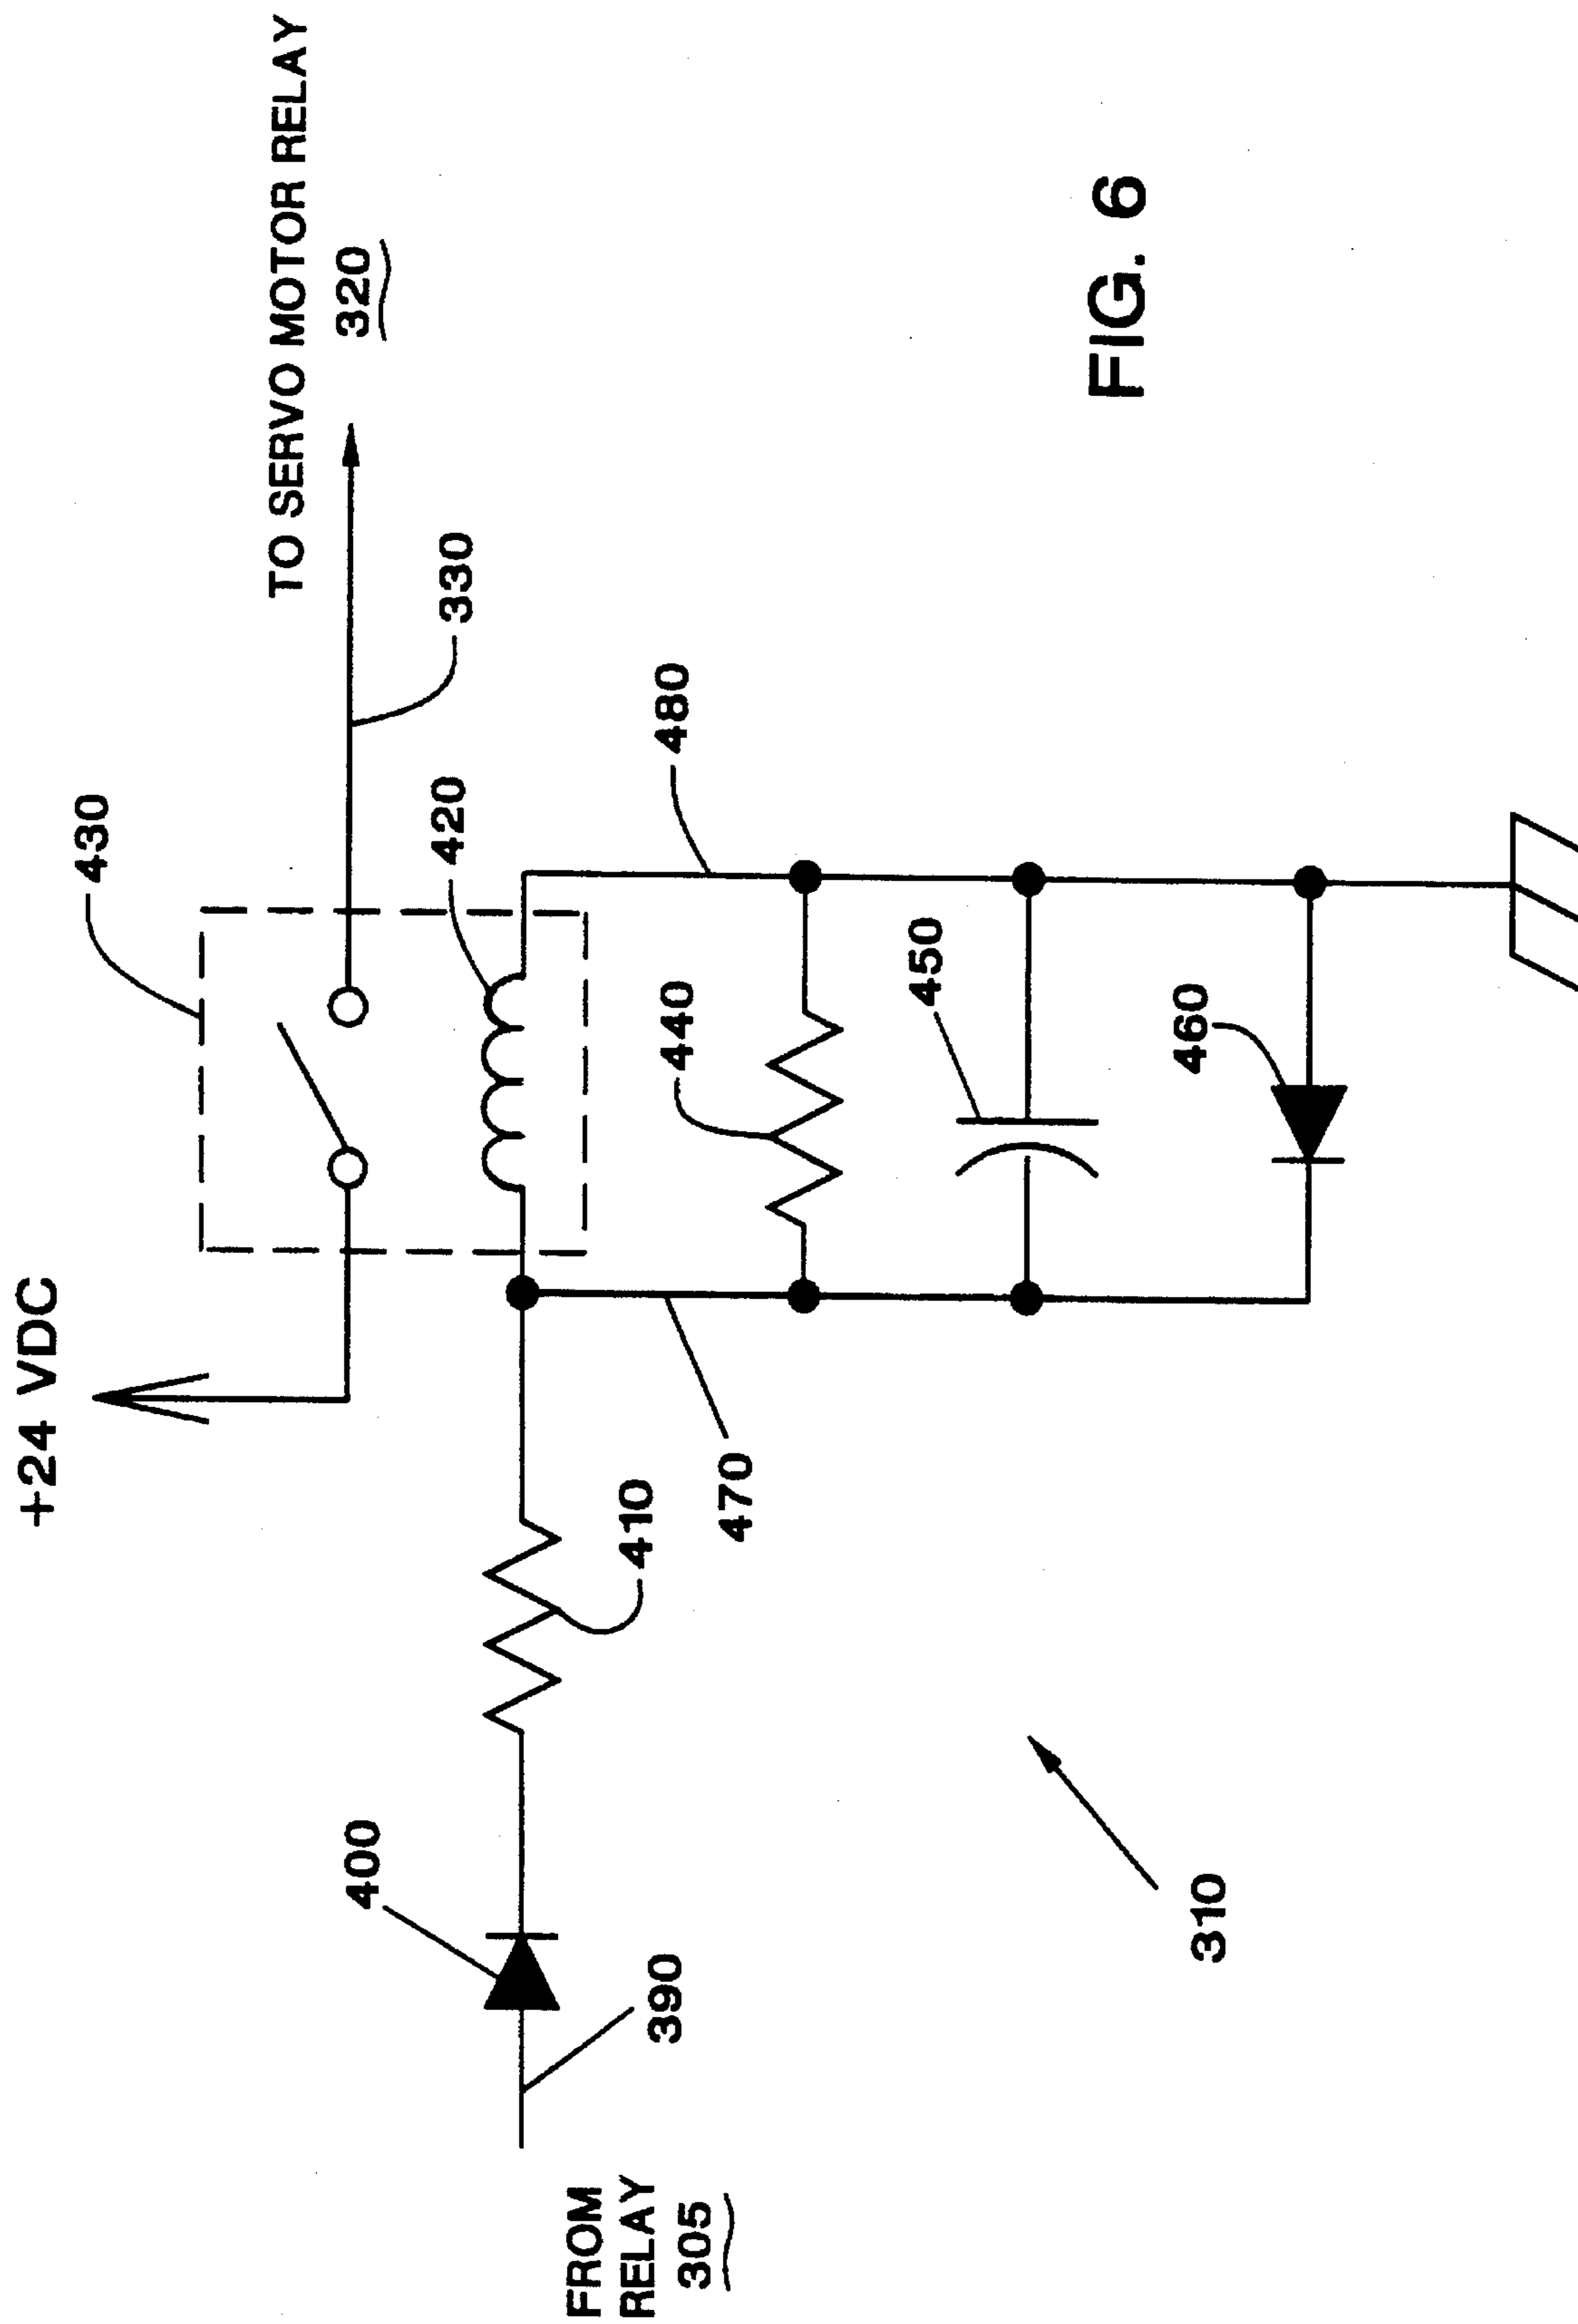 +24 VDC
430
TO SERVO MOTOR RELAY
320
330
420
400
FROM
RELAY
305
390
410
470
440
480
450
460
310
FIG. 6